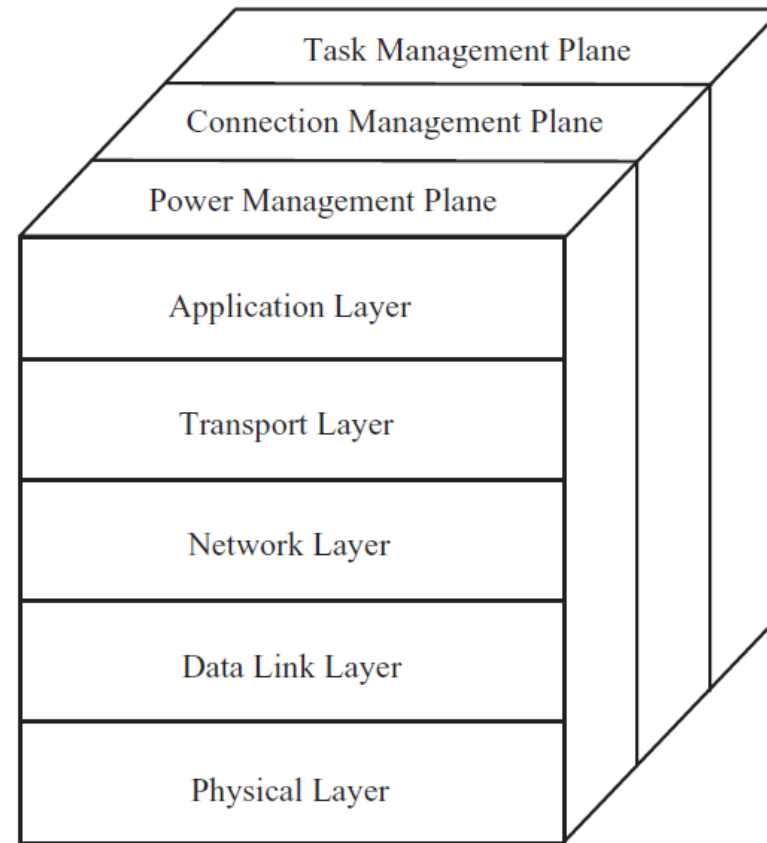 Task Management Plane
Connection Management Plane
Power Management Plane
Application Layer
Transport Layer
Network Layer
Data Link Layer
Physical Layer